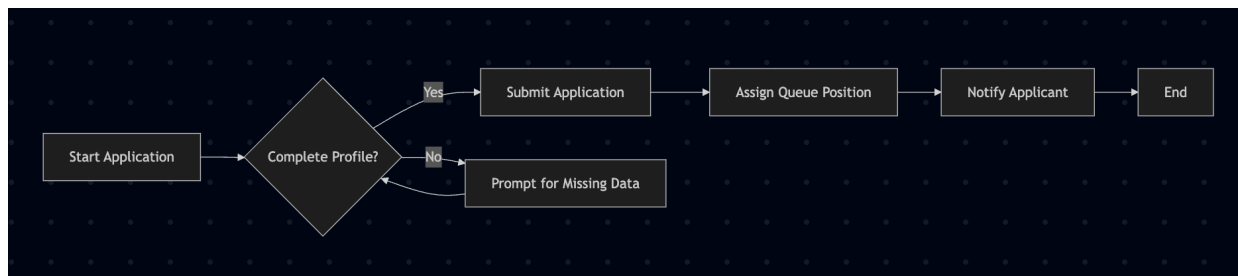 Start Application
Complete Profile?
Yes
Submit Application
Assign Queue Position
Notify Applicant
End
No
Prompt for Missing Data